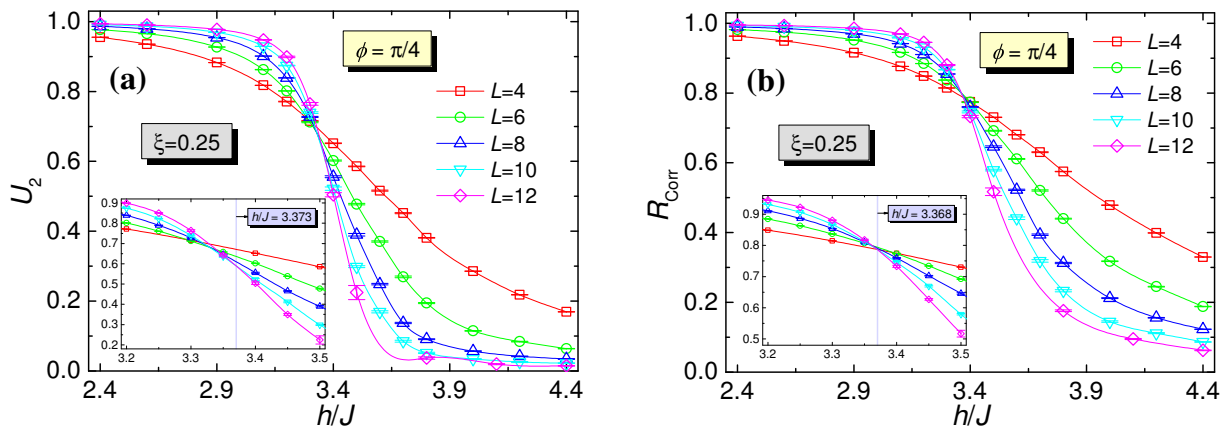 1.0
0.8
0.6
0.4
0.2
0.0
U₂
(a)
ϕ = π/4
ξ=0.25
L=4
L=6
L=8
L=10
L=12
0.9
0.8
0.7
0.6
0.5
0.4
0.3
0.2
h/J = 3.373
3.2 3.3 3.4 3.5
2.4 2.9 3.4 3.9 4.4
h/J
1.0
0.8
0.6
0.4
0.2
0.0
R_Corr
(b)
ϕ = π/4
ξ=0.25
L=4
L=6
L=8
L=10
L=12
0.9
0.8
0.7
0.6
0.5
h/J = 3.368
3.2 3.3 3.4 3.5
2.4 2.9 3.4 3.9 4.4
h/J